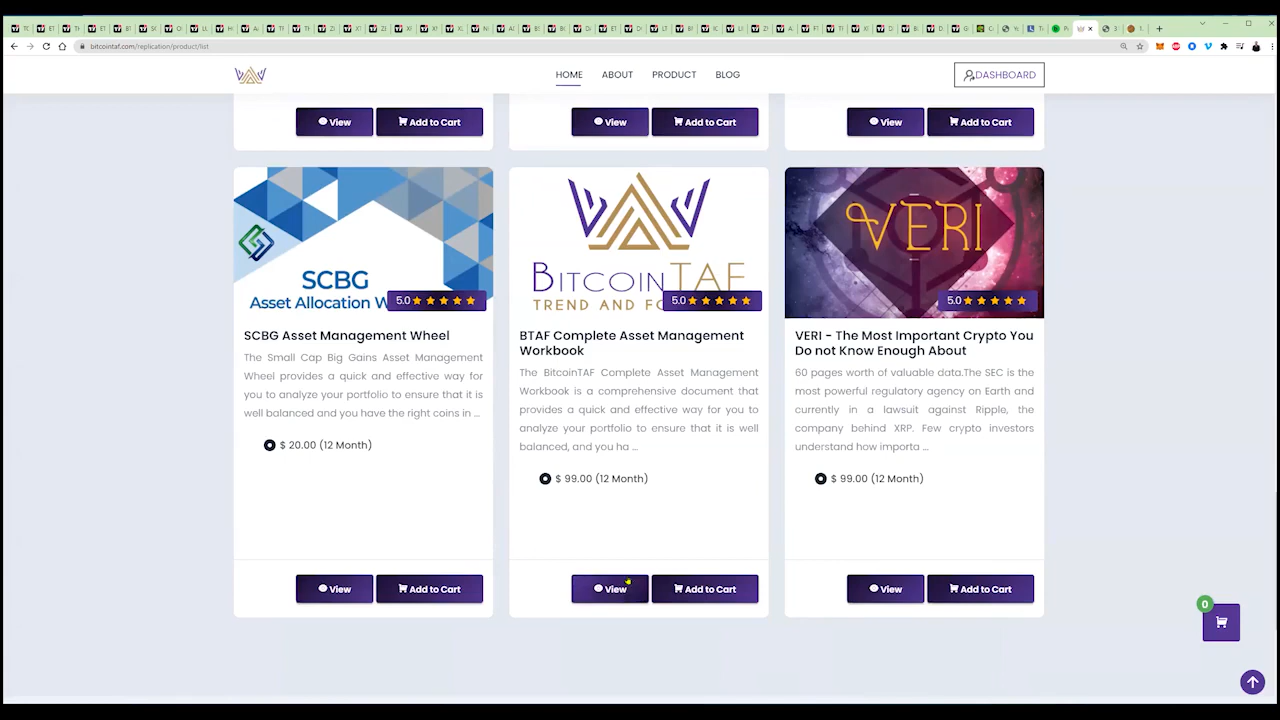 bitcointaf.com/replication/product/list
HOME ABOUT PRODUCT BLOG DASHBOARD
View Add to Cart View Add to Cart View Add to Cart
SCBG
Asset Allocation W
5.0
SCBG Asset Management Wheel
The Small Cap Big Gains Asset Management
Wheel provides a quick and effective way for
you to analyze your portfolio to ensure that it is
well balanced and you have the right coins in ...
$ 20.00 (12 Month)
View Add to Cart
BITCOINTAF
TREND AND FO
5.0
BTAF Complete Asset Management
Workbook
The BitcoinTAF Complete Asset Management
Workbook is a comprehensive document that
provides a quick and effective way for you to
analyze your portfolio to ensure that it is well
balanced, and you ha ...
$ 99.00 (12 Month)
View Add to Cart
VERI
5.0
VERI - The Most Important Crypto You
Do not Know Enough About
60 pages worth of valuable data.The SEC is the
most powerful regulatory agency on Earth and
currently in a lawsuit against Ripple, the
company behind XRP. Few crypto investors
understand how importa ...
$ 99.00 (12 Month)
View Add to Cart
0